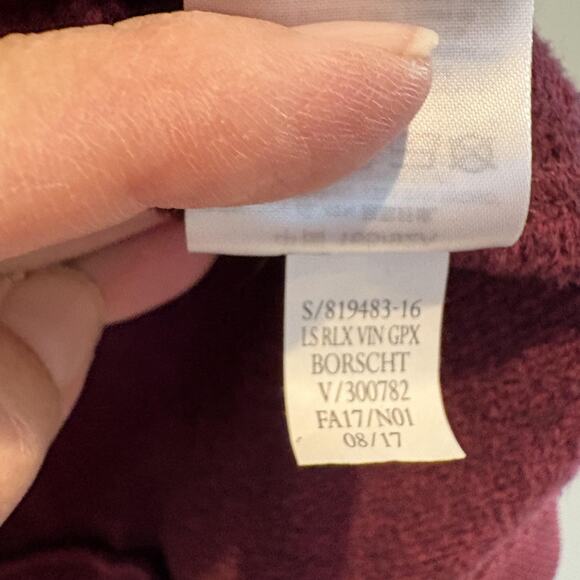 S/819483-16
LS RLX VIN GPX
BORSCHT
V/300782
FA17/N01
08/17